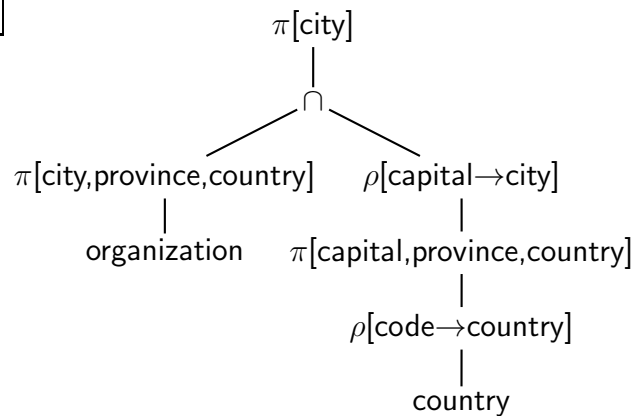 π[city]
∩
π[city,province,country] ρ[capital→city]
organization π[capital,province,country]
ρ[code→country]
country